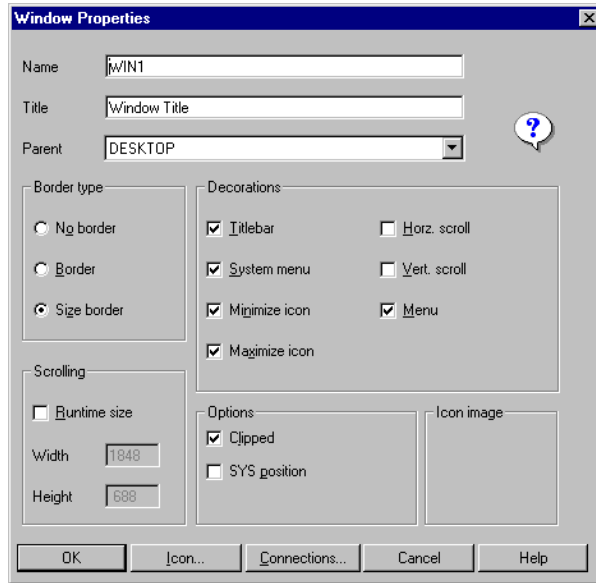 Window Properties
Name WIN1
Title Window Title
Parent DESKTOP
?
Border type
No border
Border
Size border
Decorations
Titlebar Horz. scroll
System menu Vert. scroll
Minimize icon Menu
Maximize icon
Scrolling
Runtime size
Width 1848
Height 688
Options
Clipped
SYS position
Icon image
OK Icon... Connections... Cancel Help